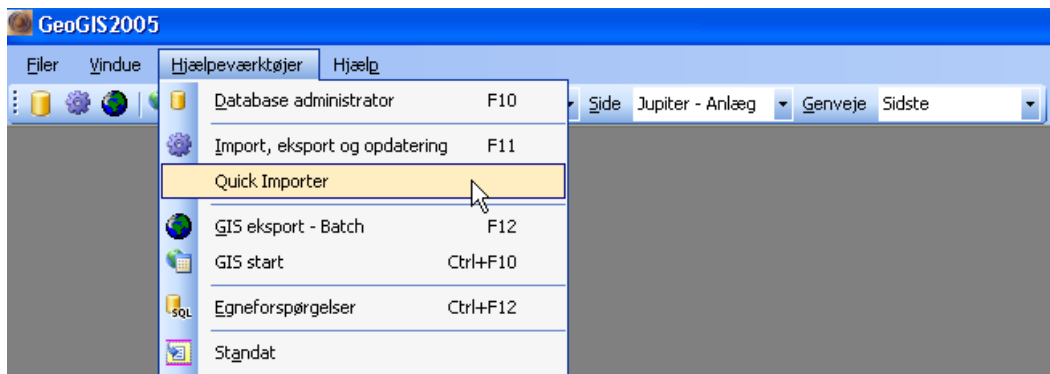 GeoGIS2005
Filer Vindue Hjælpeværktøjer Hjælp
Side Jupiter - Anlæg Genveje Sidste
Database administrator F10
Import, eksport og opdatering F11
Quick Importer
GIS eksport - Batch F12
GIS start Ctrl+F10
SQL Egneforspørgelser Ctrl+F12
Standat